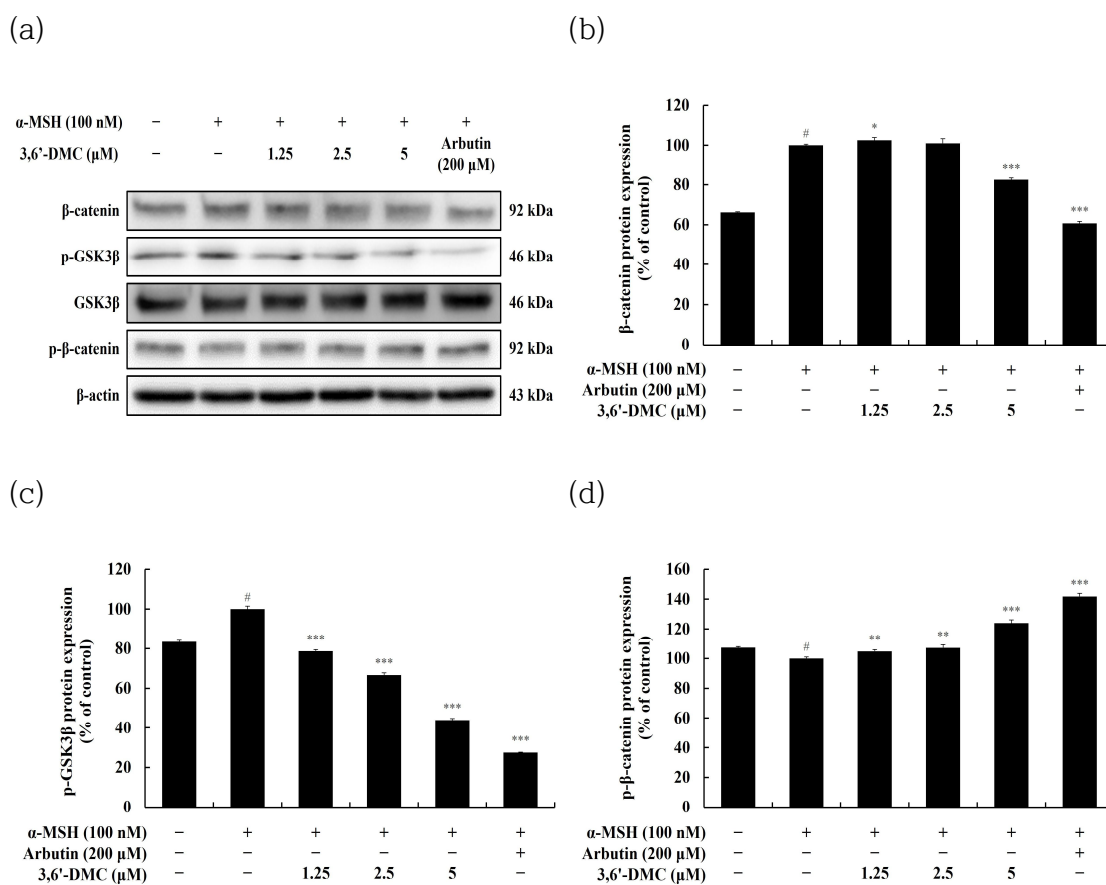 (a)
α-MSH (100 nM) – + + + + +
3,6'-DMC (μM) – – 1.25 2.5 5 Arbutin
(200 μM)
β-catenin 92 kDa
p-GSK3β 46 kDa
GSK3β 46 kDa
p-β-catenin 92 kDa
β-actin 43 kDa
(b)
β-catenin protein expression
(% of control)
120
100
80
60
40
20
0
#
*
***
***
α-MSH (100 nM) – + + + + +
Arbutin (200 μM) – – – – – +
3,6'-DMC (μM) – – 1.25 2.5 5 –
(c)
p-GSK3β protein expression
(% of control)
120
100
80
60
40
20
0
#
***
***
***
***
α-MSH (100 nM) – + + + + +
Arbutin (200 μM) – – – – – +
3,6'-DMC (μM) – – 1.25 2.5 5 –
(d)
p-β-catenin protein expression
(% of control)
160
140
120
100
80
60
40
20
0
#
**
**
***
***
α-MSH (100 nM) – + + + + +
Arbutin (200 μM) – – – – – +
3,6'-DMC (μM) – – 1.25 2.5 5 –